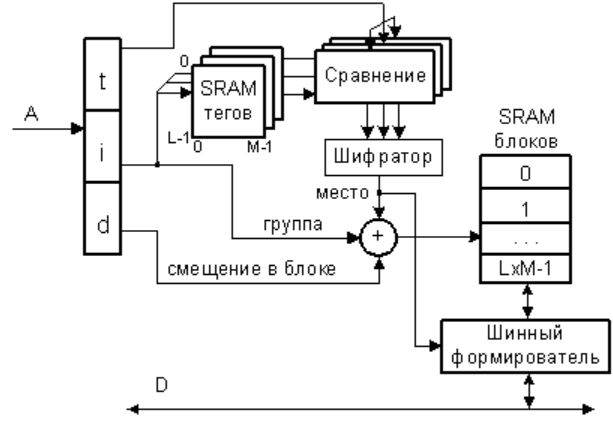 A
t
i
d
0
SRAM
тегов
L-1
0
M-1
Сравнение
Шифратор
место
группа
+
смещение в блоке
SRAM
блоков
0
1
. . .
LxM-1
Шинный
формирователь
D